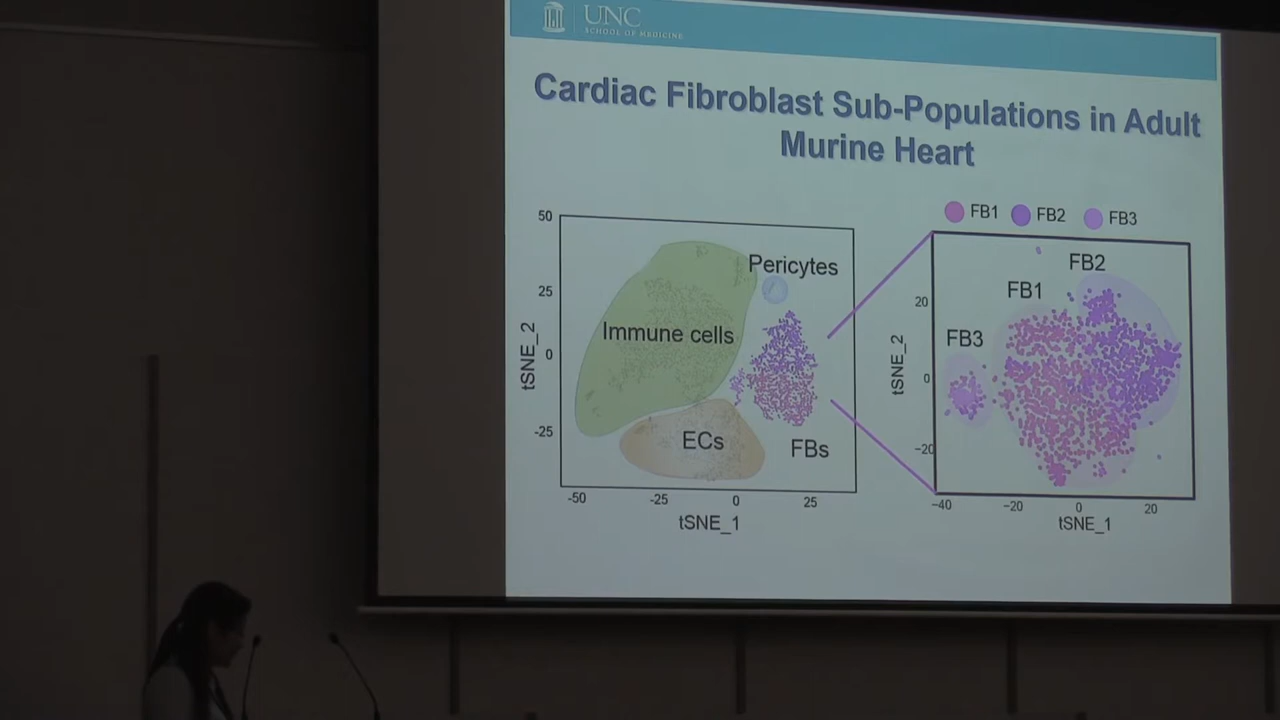 UNC
SCHOOL OF MEDICINE
Cardiac Fibroblast Sub-Populations in Adult
Murine Heart
50
25
0
-25
tSNE_2
Pericytes
Immune cells
ECs
FBs
-50
-25
0
25
tSNE_1
FB1
FB2
FB3
20
0
−20
tSNE_2
FB2
FB1
FB3
−40
−20
0
20
tSNE_1